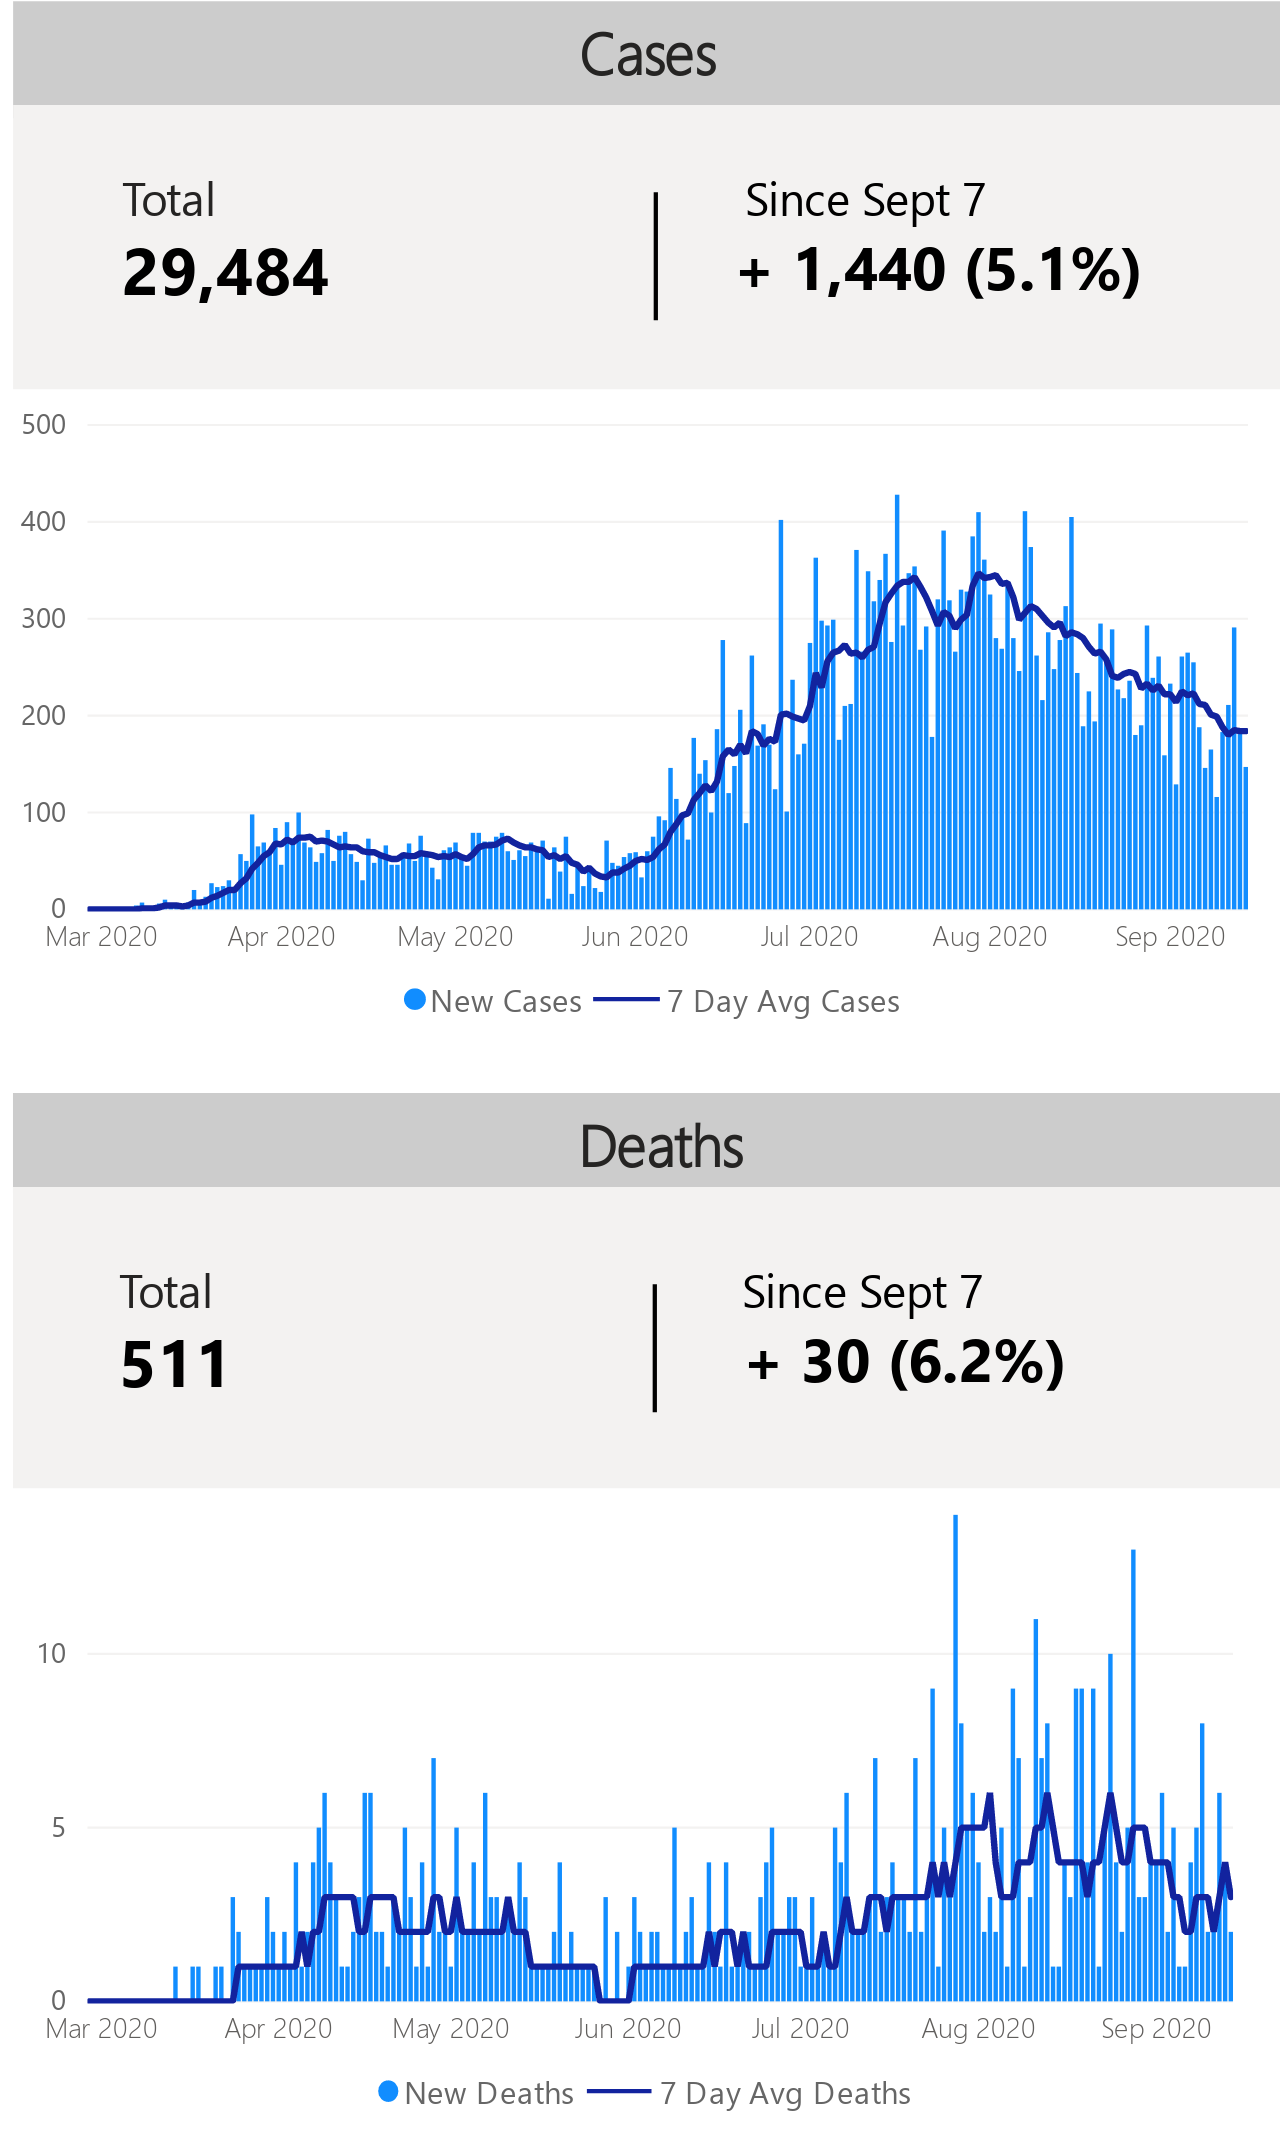 Cases
Total
Since Sept 7
29,484
+ 1,440 (5.1%)
500
400
300
200
100
0
Mar 2020 Apr 2020 May 2020 Jun 2020 Jul 2020 Aug 2020 Sep 2020
New Cases 7 Day Avg Cases
Deaths
Total
Since Sept 7
511
+ 30 (6.2%)
10
5
0
Mar 2020 Apr 2020 May 2020 Jun 2020 Jul 2020 Aug 2020 Sep 2020
New Deaths 7 Day Avg Deaths